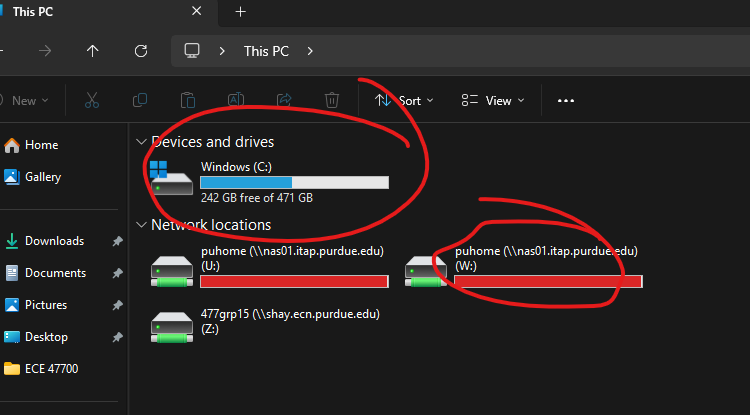 This PC
This PC
New
Sort
View
Home
Gallery
Downloads
Documents
Pictures
Desktop
ECE 47700
Devices and drives
Windows (C:)
242 GB free of 471 GB
Network locations
puhome (\\nas01.itap.purdue.edu)
(U:)
puhome (\\nas01.itap.purdue.edu)
(W:)
477grp15 (\\shay.ecn.purdue.edu)
(Z:)